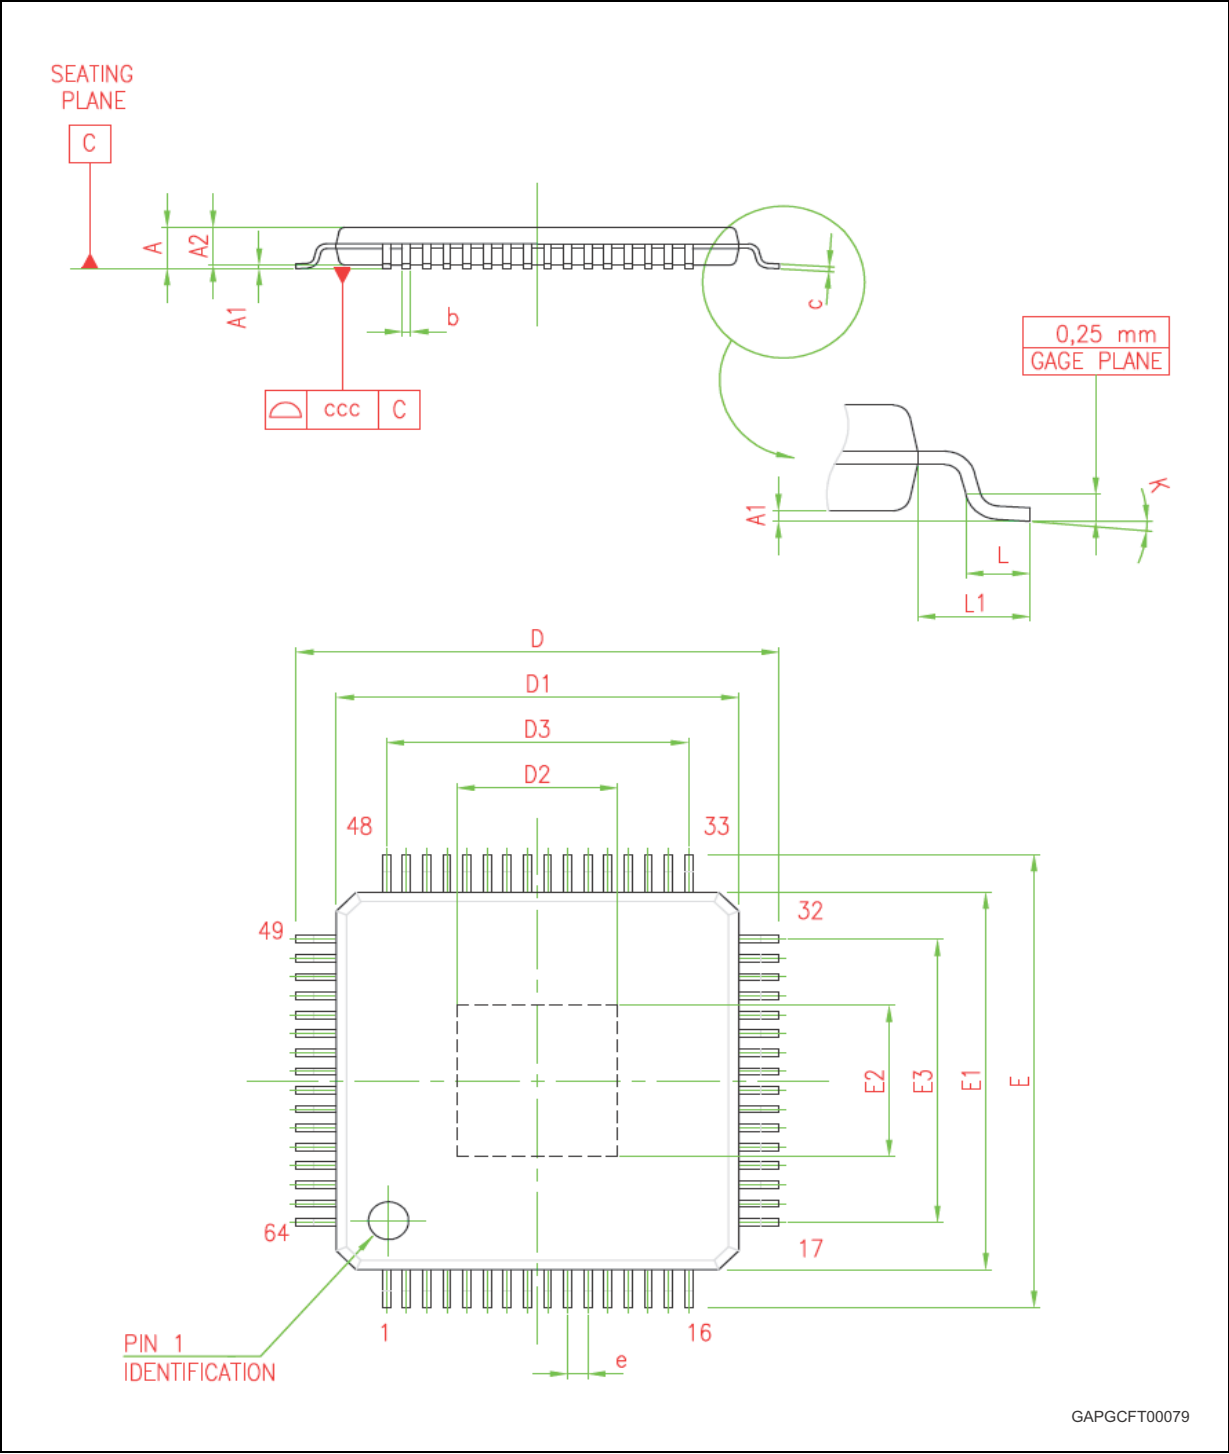 SEATING
PLANE
C
A
A2
A1
b
c
ccc
C
0,25 mm
GAGE PLANE
A1
K
L
L1
D
D1
D3
D2
48
33
49
32
E2
E3
E1
E
64
17
1
16
PIN 1
IDENTIFICATION
e
GAPGCFT00079